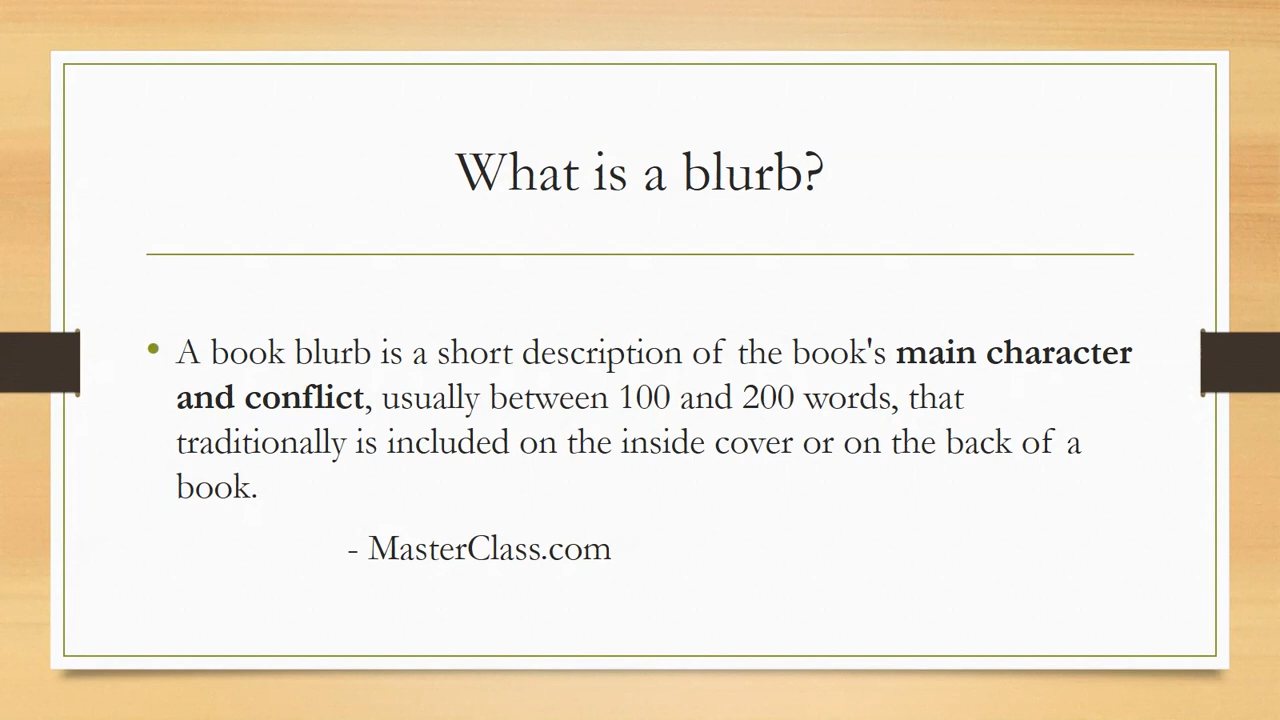 What is a blurb?
• A book blurb is a short description of the book's main character
and conflict, usually between 100 and 200 words, that
traditionally is included on the inside cover or on the back of a
book.
- MasterClass.com